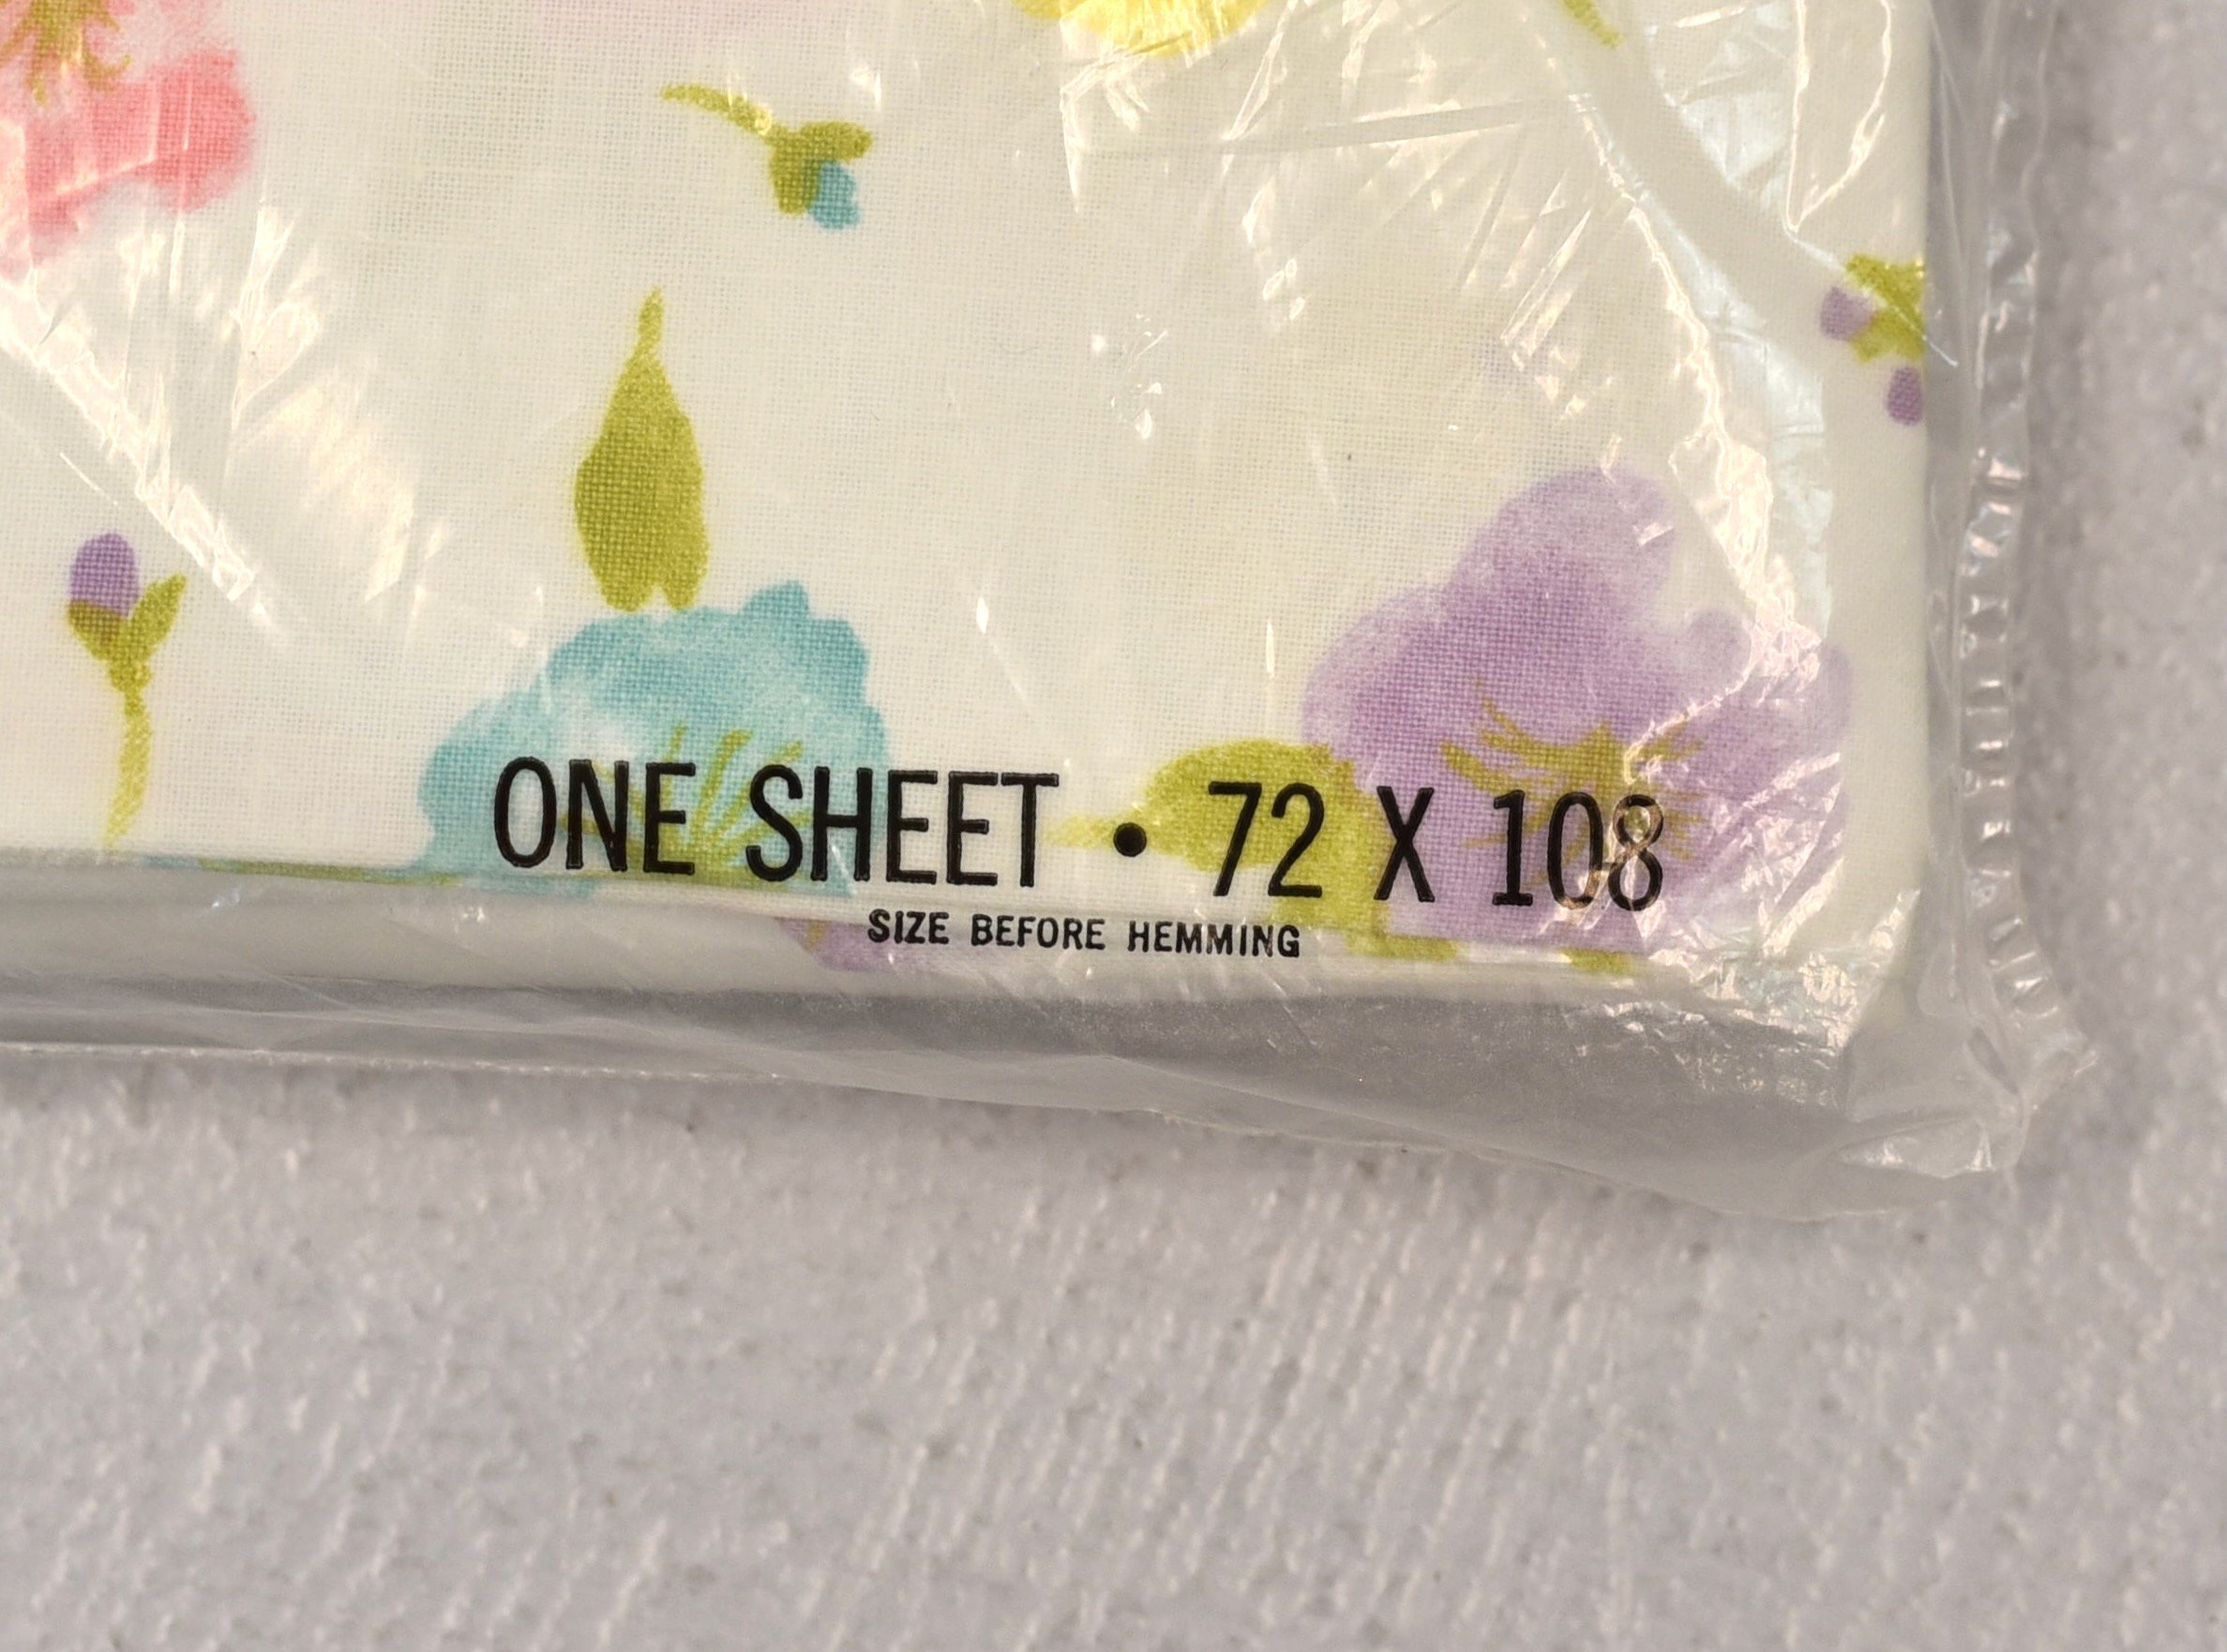 ONE SHEET • 72 X 108
SIZE BEFORE HEMMING